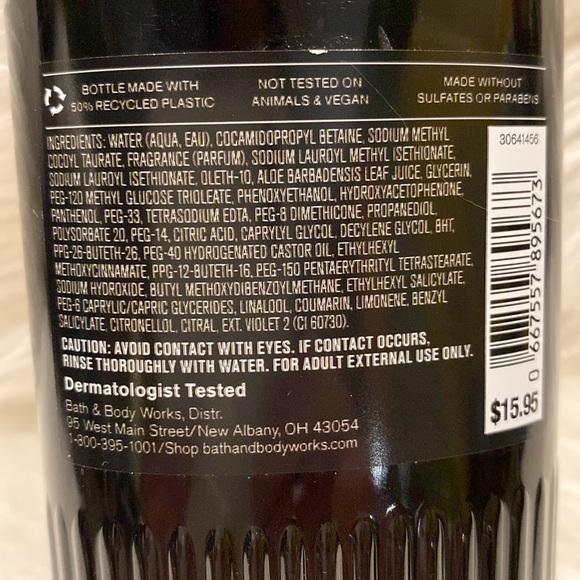 BOTTLE MADE WITH
50% RECYCLED PLASTIC
NOT TESTED ON
ANIMALS & VEGAN
MADE WITHOUT
SULFATES OR PARABENS
INGREDIENTS: WATER (AQUA, EAU), COCAMIDOPROPYL BETAINE, SODIUM METHYL
COCOYL TAURATE, FRAGRANCE (PARFUM), SODIUM LAUROYL METHYL ISETHIONATE,
SODIUM LAUROYL ISETHIONATE, OLETH-10, ALOE BARBADENSIS LEAF JUICE, GLYCERIN,
PEG-120 METHYL GLUCOSE TRIOLEATE, PHENOXYETHANOL, HYDROXYACETOPHENONE,
PANTHENOL, PEG-33, TETRASODIUM EDTA, PEG-8 DIMETHICONE, PROPANEDIOL,
POLYSORBATE 20, PEG-14, CITRIC ACID, CAPRYLYL GLYCOL, DECYLENE GLYCOL, BHT,
PPG-26-BUTETH-26, PEG-40 HYDROGENATED CASTOR OIL, ETHYLHEXYL
METHOXYCINNAMATE, PPG-12-BUTETH-16, PEG-150 PENTAERYTHRITYL TETRASTEARATE,
SODIUM HYDROXIDE, BUTYL METHOXYDIBENZOYLMETHANE, ETHYLHEXYL SALICYLATE,
PEG-6 CAPRYLIC/CAPRIC GLYCERIDES, LINALOOL, COUMARIN, LIMONENE, BENZYL
SALICYLATE, CITRONELLOL, CITRAL, EXT. VIOLET 2 (CI 60730).
CAUTION: AVOID CONTACT WITH EYES. IF CONTACT OCCURS,
RINSE THOROUGHLY WITH WATER. FOR ADULT EXTERNAL USE ONLY.
Dermatologist Tested
Bath & Body Works, Distr.
95 West Main Street/New Albany, OH 43054
1-800-395-1001/Shop bathandbodyworks.com
30641456
0 667557 895673
$15.95